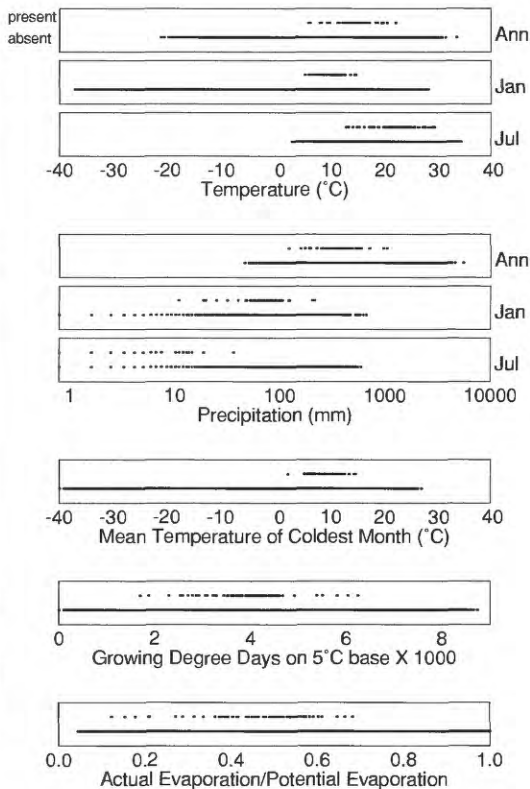 present
absent
Ann
Jan
Jul
-40 -30 -20 -10 0 10 20 30 40
Temperature (˚C)
Ann
Jan
Jul
1 10 100 1000 10000
Precipitation (mm)
-40 -30 -20 -10 0 10 20 30 40
Mean Temperature of Coldest Month (˚C)
0 2 4 6 8
Growing Degree Days on 5˚C base X 1000
0.0 0.2 0.4 0.6 0.8 1.0
Actual Evaporation/Potential Evaporation